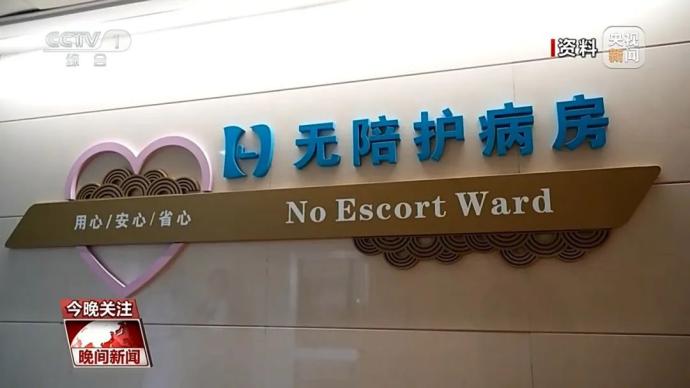 CCTV 1
综合
资料
央视新闻
无陪护病房
用心/安心/省心
No Escort Ward
今晚关注
晚间新闻